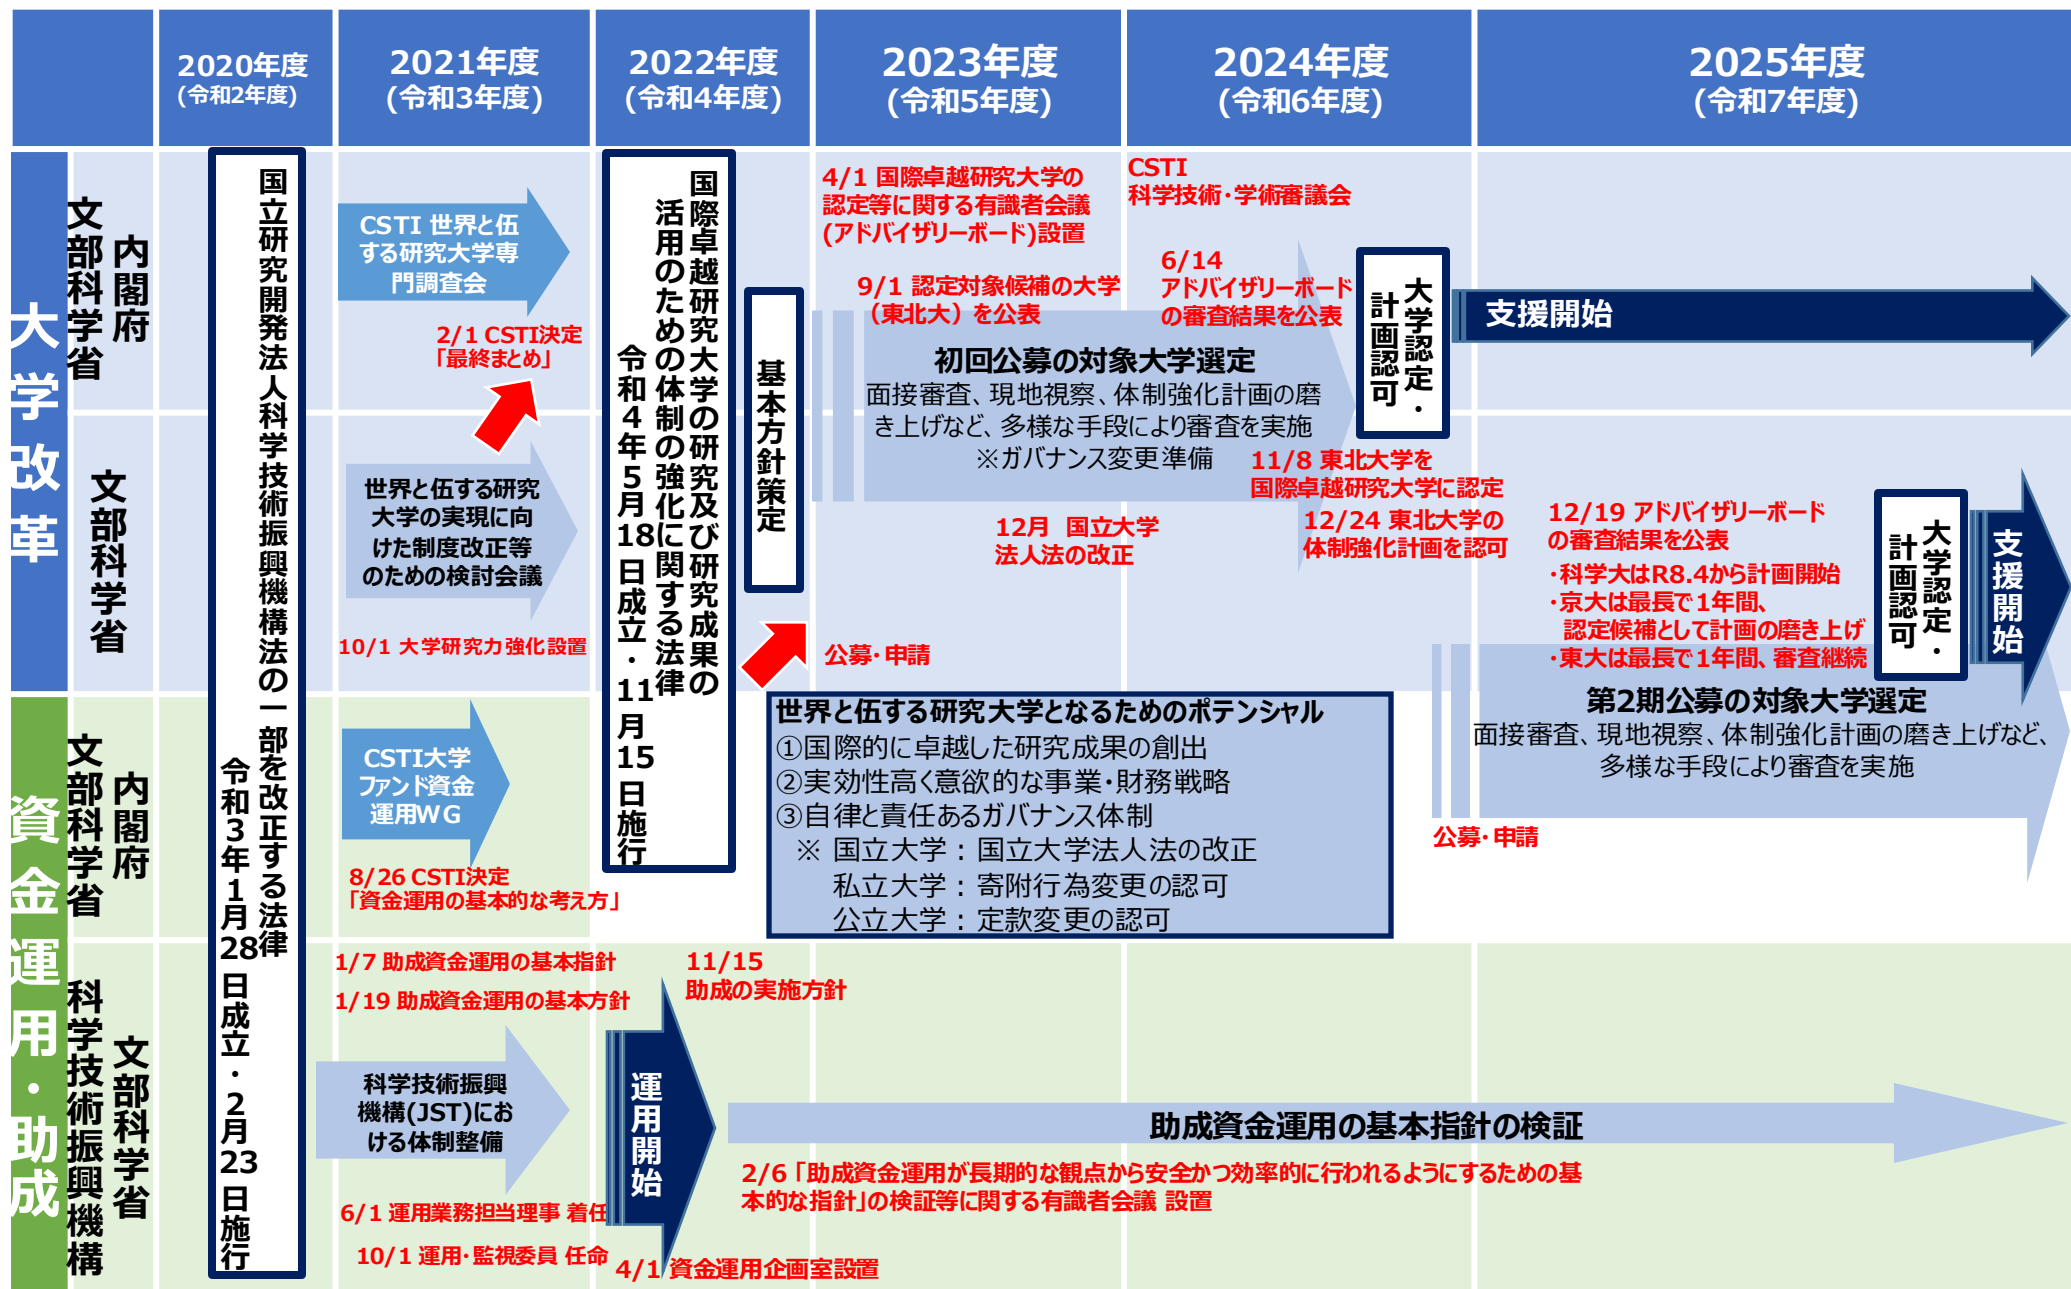 2020年度
(令和2年度)
2021年度
(令和3年度)
2022年度
(令和4年度)
2023年度
(令和5年度)
2024年度
(令和6年度)
2025年度
(令和7年度)
大学改革
内閣府
文部科学省
文部科学省
資金運用・助成
内閣府
文部科学省
文部科学省
科学技術振興機構
国立研究開発法人科学技術振興機構法の一部を改正する法律
令和3年1月28日成立・2月23日施行
CSTI 世界と伍
する研究大学専
門調査会
2/1 CSTI決定
「最終まとめ」
世界と伍する研究
大学の実現に向
けた制度改正等
のための検討会議
10/1 大学研究力強化設置
CSTI大学
ファンド資金
運用WG
8/26 CSTI決定
「資金運用の基本的な考え方」
1/7 助成資金運用の基本指針
1/19 助成資金運用の基本方針
科学技術振興
機構(JST)にお
ける体制整備
6/1 運用業務担当理事 着任
10/1 運用・監視委員 任命
国際卓越研究大学の研究及び研究成果の
活用のための体制の強化に関する法律
令和4年5月18日成立・11月15日施行
基本方針策定
11/15
助成の実施方針
運用開始
4/1 資金運用企画室設置
4/1 国際卓越研究大学の
認定等に関する有識者会議
(アドバイザリーボード)設置
9/1 認定対象候補の大学
（東北大）を公表
CSTI
科学技術・学術審議会
6/14
アドバイザリーボード
の審査結果を公表
初回公募の対象大学選定
面接審査、現地視察、体制強化計画の磨
き上げなど、多様な手段により審査を実施
※ガバナンス変更準備
12月 国立大学
法人法の改正
公募・申請
大学認定・
計画認可
支援開始
11/8 東北大学を
国際卓越研究大学に認定
12/24 東北大学の
体制強化計画を認可
12/19 アドバイザリーボード
の審査結果を公表
・科学大はR8.4から計画開始
・京大は最長で1年間、
認定候補として計画の磨き上げ
・東大は最長で1年間、審査継続
大学認定・
計画認可
支援開始
第2期公募の対象大学選定
面接審査、現地視察、体制強化計画の磨き上げなど、
多様な手段により審査を実施
公募・申請
世界と伍する研究大学となるためのポテンシャル
①国際的に卓越した研究成果の創出
②実効性高く意欲的な事業・財務戦略
③自律と責任あるガバナンス体制
※ 国立大学：国立大学法人法の改正
私立大学：寄附行為変更の認可
公立大学：定款変更の認可
助成資金運用の基本指針の検証
2/6「助成資金運用が長期的な観点から安全かつ効率的に行われるようにするための基
本的な指針」の検証等に関する有識者会議 設置